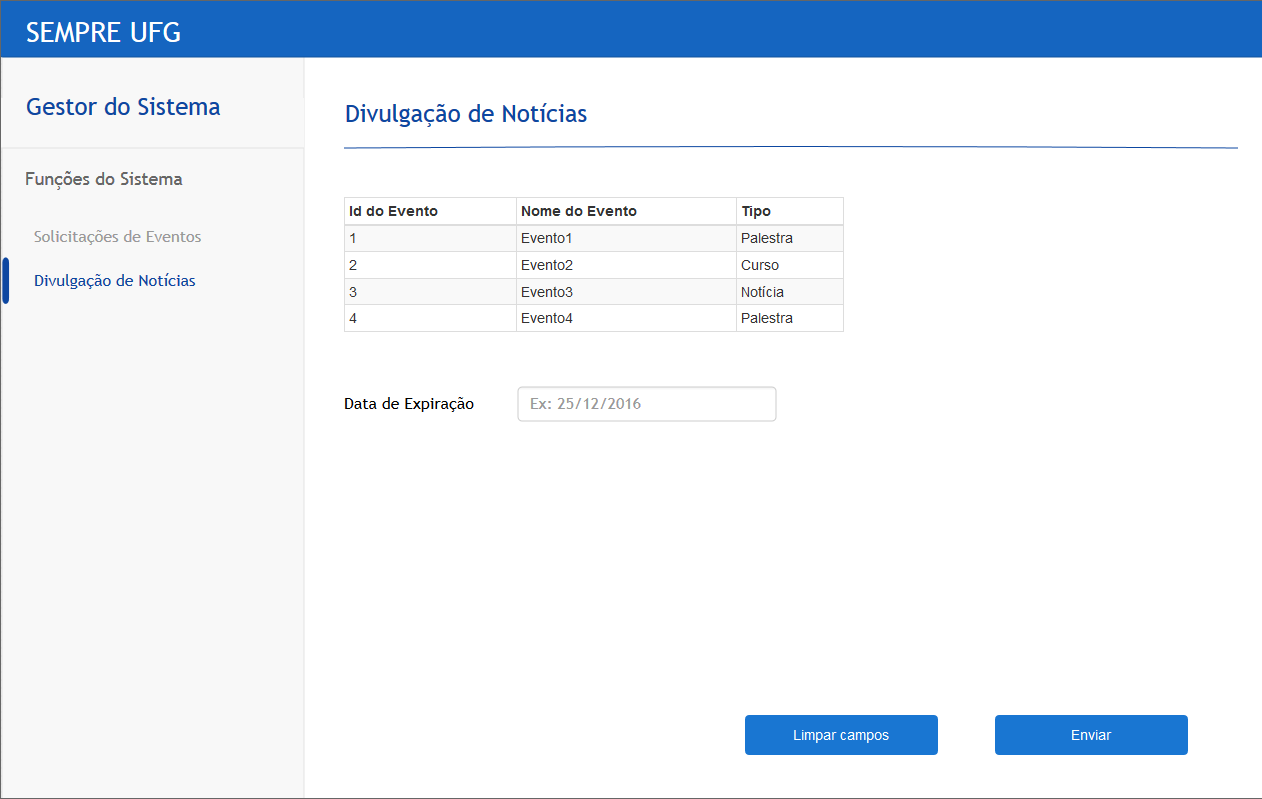 SEMPRE UFG
Gestor do Sistema
Funções do Sistema
Solicitações de Eventos
Divulgação de Notícias
Divulgação de Notícias
Id do Evento Nome do Evento Tipo
1 Evento1 Palestra
2 Evento2 Curso
3 Evento3 Notícia
4 Evento4 Palestra
Data de Expiração Ex: 25/12/2016
Limpar campos Enviar